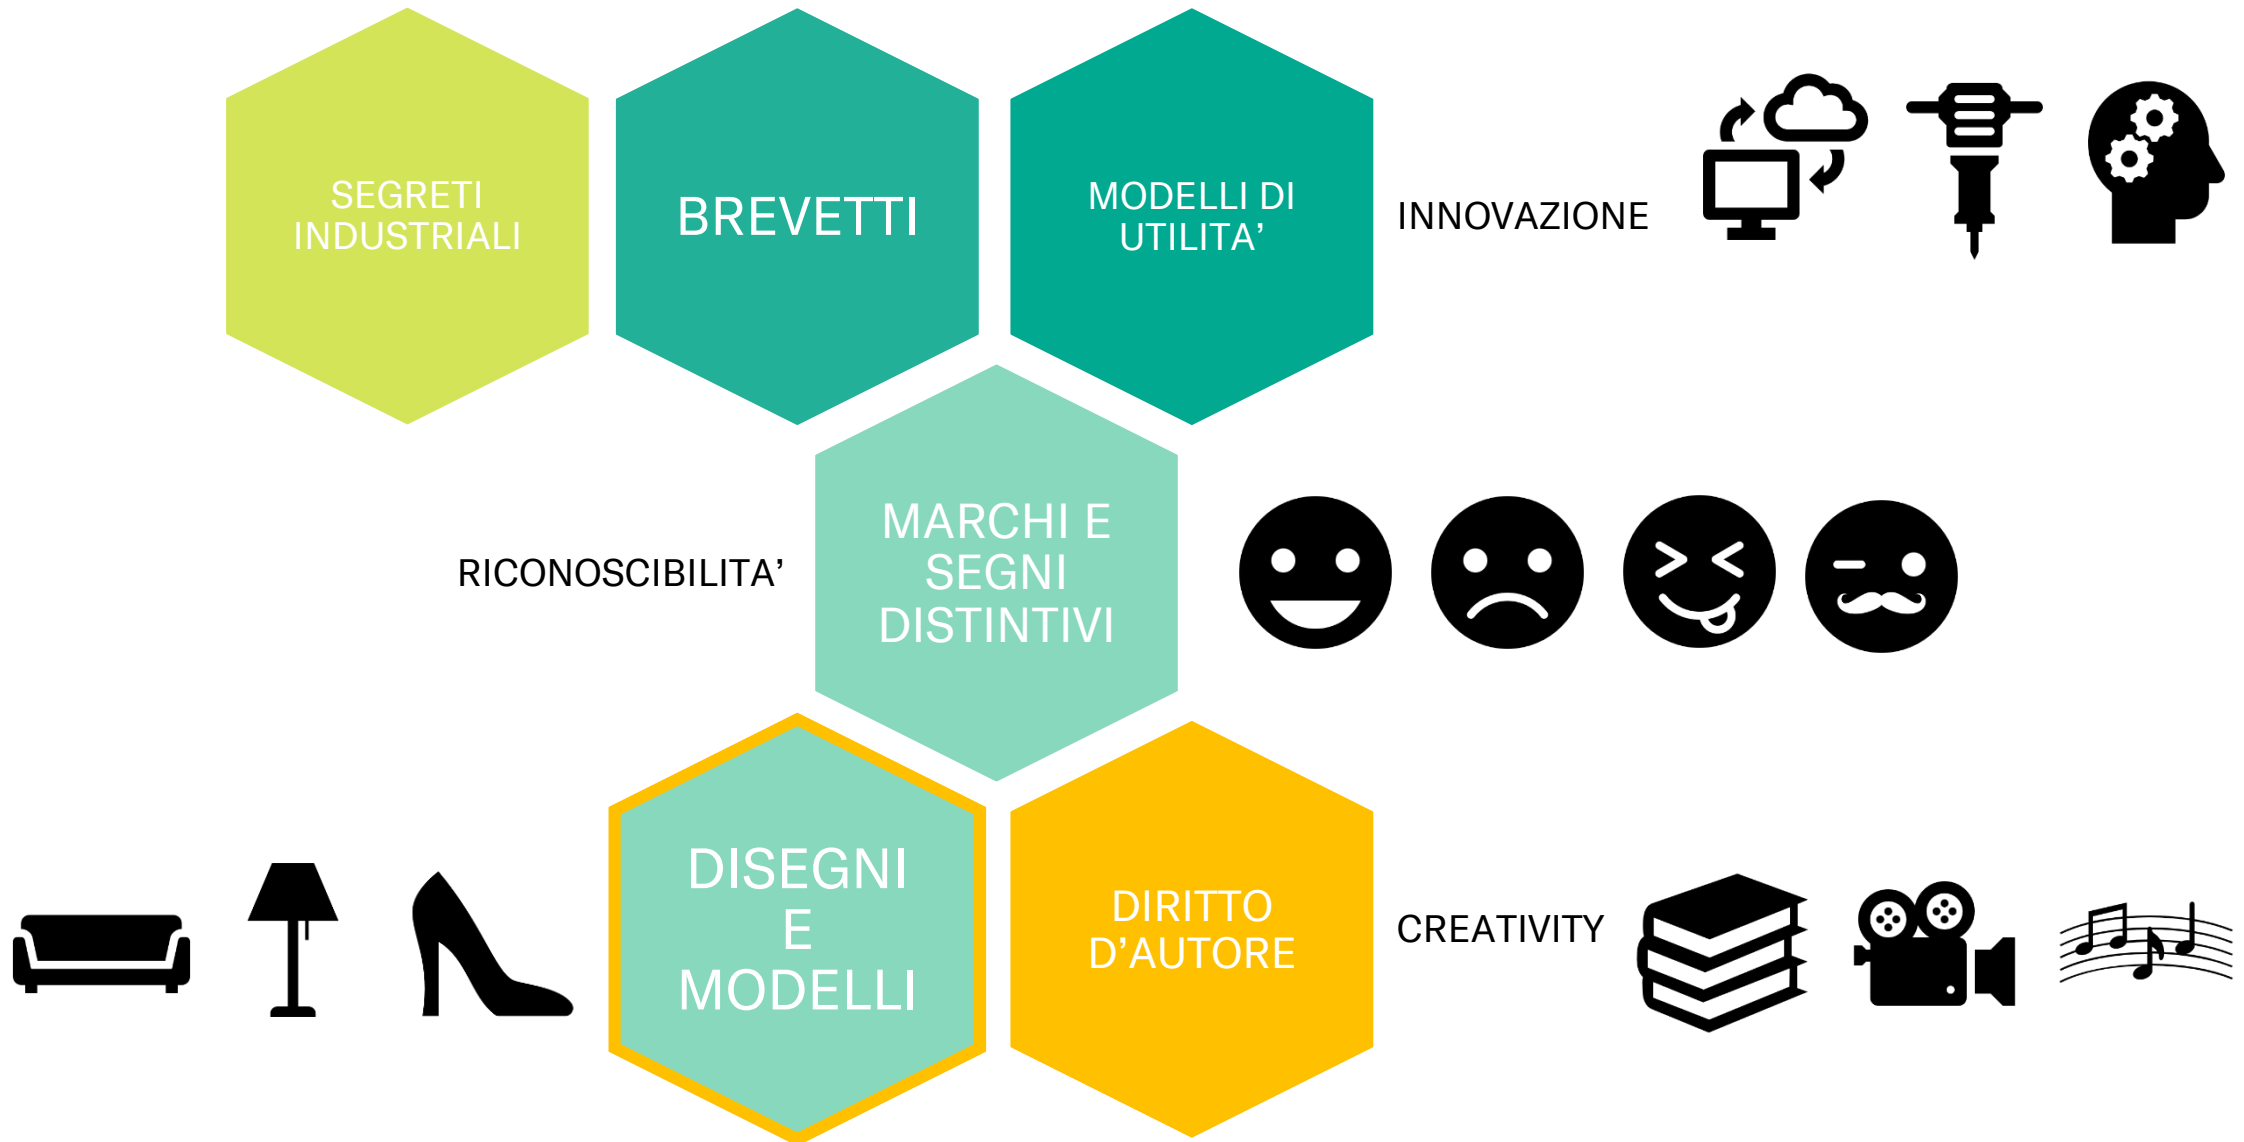 SEGRETI
INDUSTRIALI
BREVETTI
MODELLI DI
UTILITA’
INNOVAZIONE
RICONOSCIBILITA’
MARCHI E
SEGNI
DISTINTIVI
DISEGNI
E
MODELLI
DIRITTO
D’AUTORE
CREATIVITY